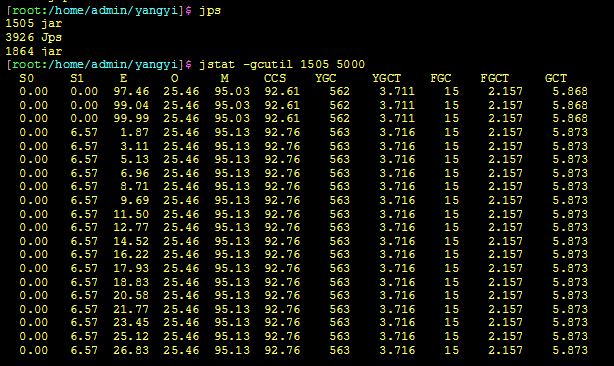 [root:/home/admin/yangyi]$ jps
1505 jar
3926 Jps
1864 jar
[root:/home/admin/yangyi]$ jstat -gcutil 1505 5000
S0 S1 E O M CCS YGC YGCT FGC FGCT GCT
0.00 0.00 97.46 25.46 95.03 92.61 562 3.711 15 2.157 5.868
0.00 0.00 99.04 25.46 95.03 92.61 562 3.711 15 2.157 5.868
0.00 0.00 99.99 25.46 95.03 92.61 562 3.711 15 2.157 5.868
0.00 6.57 1.87 25.46 95.13 92.76 563 3.716 15 2.157 5.873
0.00 6.57 3.11 25.46 95.13 92.76 563 3.716 15 2.157 5.873
0.00 6.57 5.13 25.46 95.13 92.76 563 3.716 15 2.157 5.873
0.00 6.57 6.96 25.46 95.13 92.76 563 3.716 15 2.157 5.873
0.00 6.57 8.71 25.46 95.13 92.76 563 3.716 15 2.157 5.873
0.00 6.57 9.69 25.46 95.13 92.76 563 3.716 15 2.157 5.873
0.00 6.57 11.50 25.46 95.13 92.76 563 3.716 15 2.157 5.873
0.00 6.57 12.77 25.46 95.13 92.76 563 3.716 15 2.157 5.873
0.00 6.57 14.52 25.46 95.13 92.76 563 3.716 15 2.157 5.873
0.00 6.57 16.22 25.46 95.13 92.76 563 3.716 15 2.157 5.873
0.00 6.57 17.93 25.46 95.13 92.76 563 3.716 15 2.157 5.873
0.00 6.57 18.83 25.46 95.13 92.76 563 3.716 15 2.157 5.873
0.00 6.57 20.58 25.46 95.13 92.76 563 3.716 15 2.157 5.873
0.00 6.57 21.77 25.46 95.13 92.76 563 3.716 15 2.157 5.873
0.00 6.57 23.45 25.46 95.13 92.76 563 3.716 15 2.157 5.873
0.00 6.57 25.12 25.46 95.13 92.76 563 3.716 15 2.157 5.873
0.00 6.57 26.83 25.46 95.13 92.76 563 3.716 15 2.157 5.873